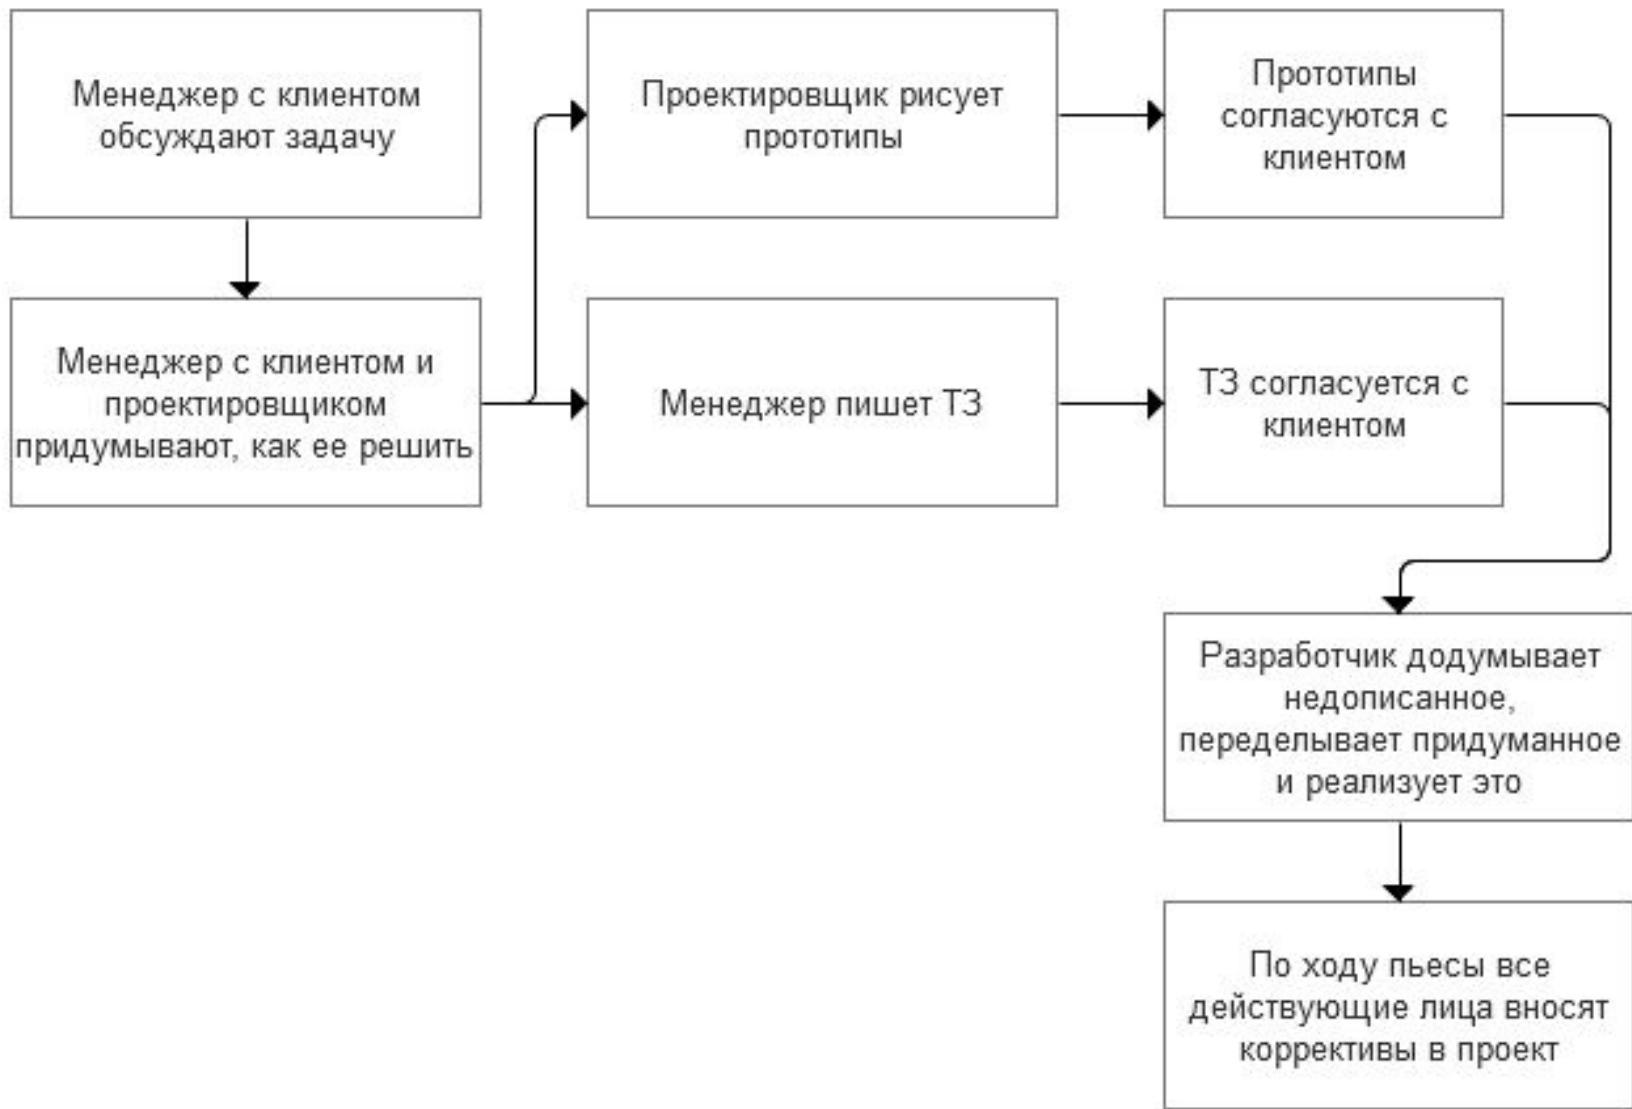 Менеджер с клиентом
обсуждают задачу
Проектировщик рисует
прототипы
Прототипы
согласуются с
клиентом
Менеджер с клиентом и
проектировщиком
придумывают, как ее решить
Менеджер пишет ТЗ
ТЗ согласуется с
клиентом
Разработчик додумывает
недописанное,
переделывает придуманное
и реализует это
По ходу пьесы все
действующие лица вносят
коррективы в проект